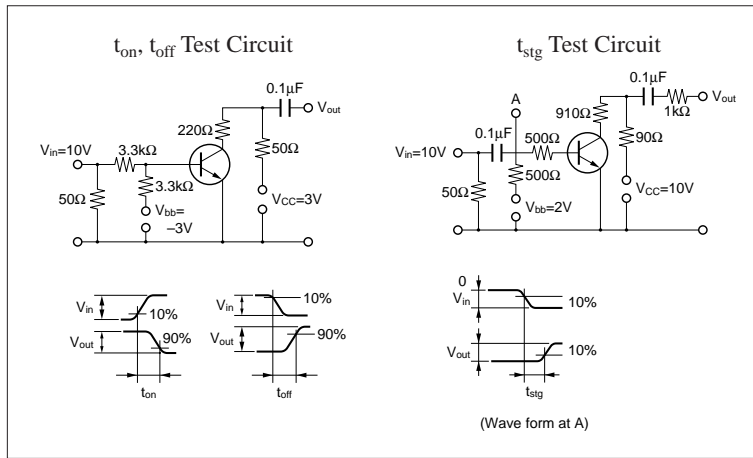 ton, toff Test Circuit
0.1μF
Vout
220Ω
Vin=10V
3.3kΩ
50Ω
3.3kΩ
50Ω
Vbb=
–3V
VCC=3V
Vin
10%
Vout
90%
ton
Vin
10%
Vout
90%
toff
tstg Test Circuit
0.1μF
Vout
A
910Ω
1kΩ
0.1μF
500Ω
90Ω
Vin=10V
500Ω
50Ω
Vbb=2V
VCC=10V
0
Vin
10%
Vout
10%
tstg
(Wave form at A)